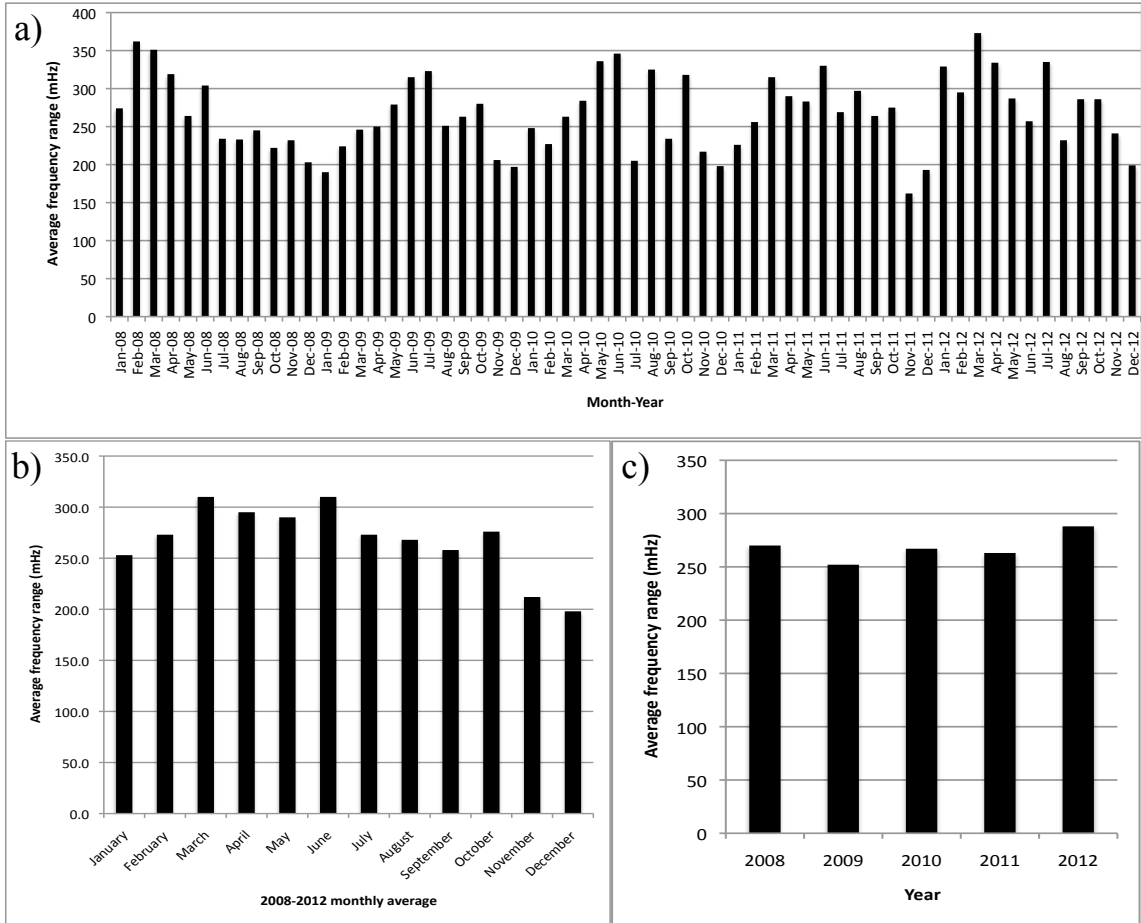 a)
Average frequency range (mHz)
400
350
300
250
200
150
100
50
0
Jan-08
Feb-08
Mar-08
Apr-08
May-08
Jun-08
Jul-08
Aug-08
Sep-08
Oct-08
Nov-08
Dec-08
Jan-09
Feb-09
Mar-09
Apr-09
May-09
Jun-09
Jul-09
Aug-09
Sep-09
Oct-09
Nov-09
Dec-09
Jan-10
Feb-10
Mar-10
Apr-10
May-10
Jun-10
Jul-10
Aug-10
Sep-10
Oct-10
Nov-10
Dec-10
Jan-11
Feb-11
Mar-11
Apr-11
May-11
Jun-11
Jul-11
Aug-11
Sep-11
Oct-11
Nov-11
Dec-11
Jan-12
Feb-12
Mar-12
Apr-12
May-12
Jun-12
Jul-12
Aug-12
Sep-12
Oct-12
Nov-12
Dec-12
Month-Year
b)
Average frequency range (mHz)
350.0
300.0
250.0
200.0
150.0
100.0
50.0
0.0
January
February
March
April
May
June
July
August
September
October
November
December
2008-2012 monthly average
c)
Average frequency range (mHz)
350
300
250
200
150
100
50
0
2008
2009
2010
2011
2012
Year